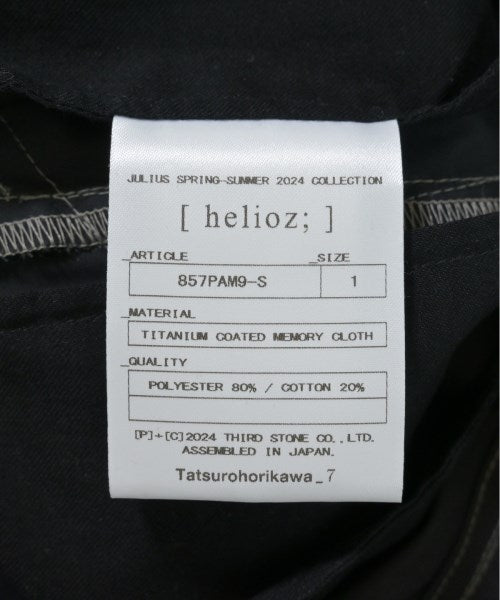 JULIUS SPRING-SUMMER 2024 COLLECTION
[ helioz; ]
_ARTICLE _SIZE
857PAM9-S 1
_MATERIAL
TITANIUM COATED MEMORY CLOTH
_QUALITY
POLYESTER 80% / COTTON 20%
[P]+[C]2024 THIRD STONE CO.,LTD.
ASSEMBLED IN JAPAN.
Tatsurohorikawa_7